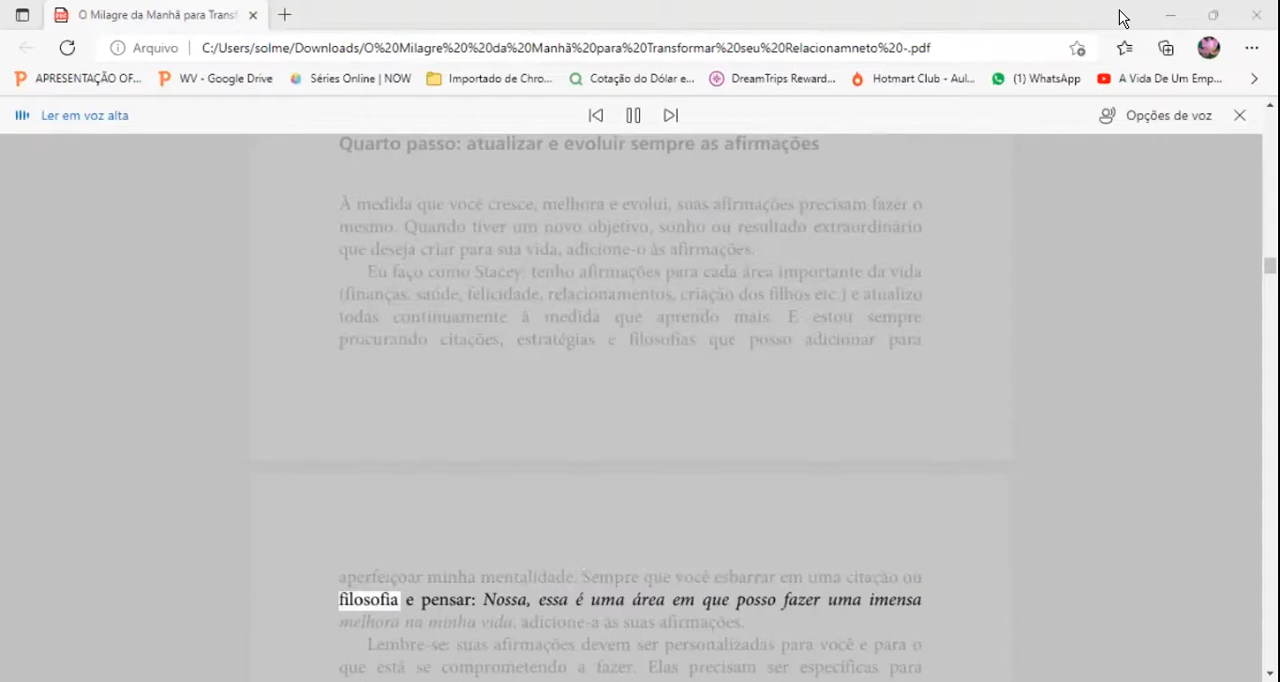 O Milagre da Manhã para Transf
Arquivo
C:/Users/solme/Downloads/O%20Milagre%20%20da%20Manhã%20para%20Transformar%20seu%20Relacionamneto%20-.pdf
APRESENTAÇÃO OF...
WV - Google Drive
Séries Online | NOW
Importado de Chro...
Cotação do Dólar e...
DreamTrips Reward...
Hotmart Club - Aul...
(1) WhatsApp
A Vida De Um Emp...
Ler em voz alta
Opções de voz
Quarto passo: atualizar e evoluir sempre as afirmações
À medida que você cresce, melhora e evolui, suas afirmações precisam fazer o
mesmo. Quando tiver um novo objetivo, sonho ou resultado extraordinário
que deseja criar para sua vida, adicione-o às afirmações.
Eu faço como Stacey: tenho afirmações para cada área importante da vida
(finanças, saúde, felicidade, relacionamentos, criação dos filhos etc.) e atualizo
todas continuamente à medida que aprendo mais. E estou sempre
procurando citações, estratégias e filosofias que posso adicionar para
aperfeiçoar minha mentalidade. Sempre que você esbarrar em uma citação ou
filosofia e pensar: Nossa, essa é uma área em que posso fazer uma imensa
melhora na minha vida, adicione-a às suas afirmações.
Lembre-se: suas afirmações devem ser personalizadas para você e para o
que está se comprometendo a fazer. Elas precisam ser específicas para